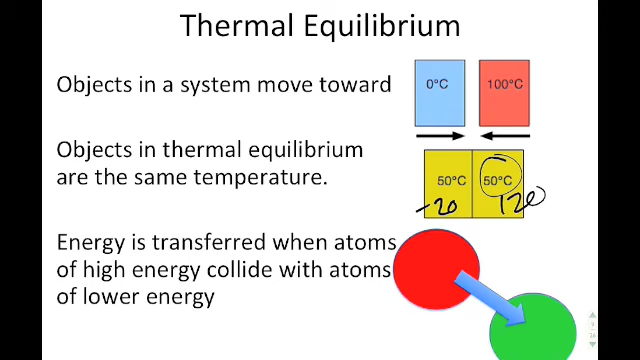 Thermal Equilibrium
Objects in a system move toward
0°C 100°C
Objects in thermal equilibrium
are the same temperature.
50°C 50°C
-20 120
Energy is transferred when atoms
of high energy collide with atoms
of lower energy